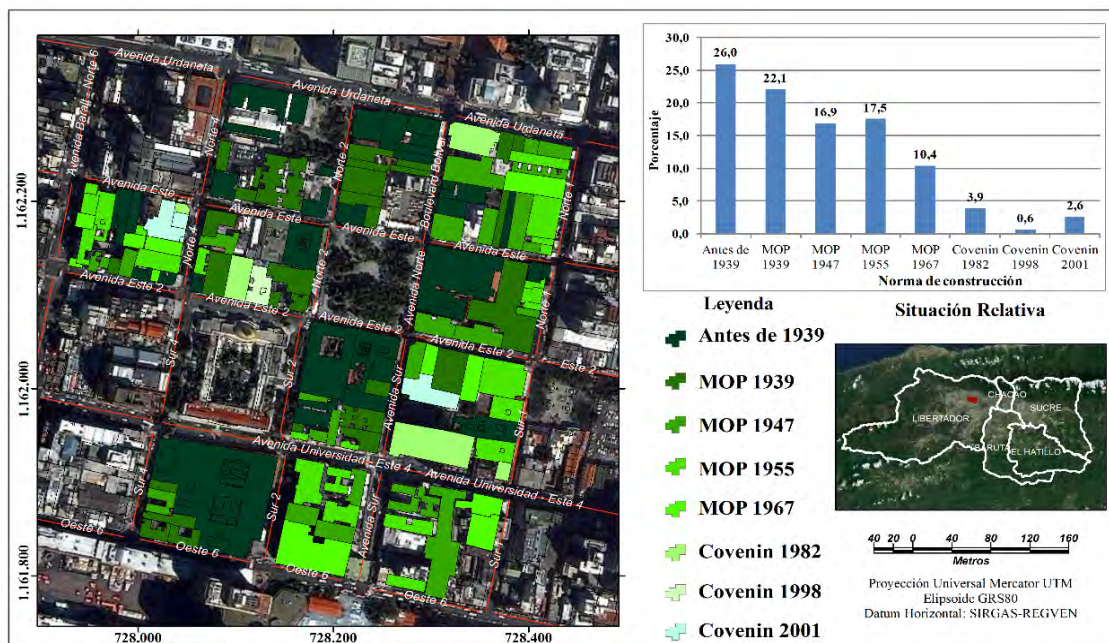 Avenida Urdaneta
Avenida Urdaneta
Avenida Urdaneta
Avenida Baralt - Norte 6
Norte 4
Norte 2
Boulevard Bolívar
Norte 1
Avenida Este
Avenida Este
Avenida Este
Avenida Este
Norte 4
Norte 2
Avenida Norte
Norte 1
Avenida Este 2
Avenida Este 2
Avenida Este 2
Avenida Este 2
Este 2
Sur 4
Sur 2
Avenida Sur
Sur 1
Avenida Universidad - Este 4
Avenida Universidad - Este 4
Sur 4
Sur 2
Avenida Sur
Sur 1
Oeste 6
Oeste 6
Oeste 6
Oeste 6
1.162.200
1.162.000
1.161.800
728.000
728.200
728.400
Porcentaje
30,0
25,0
20,0
15,0
10,0
5,0
0,0
26,0
22,1
16,9
17,5
10,4
3,9
0,6
2,6
Antes de 1939
MOP 1939
MOP 1947
MOP 1955
MOP 1967
Covenin 1982
Covenin 1998
Covenin 2001
Norma de construcción
Leyenda
Antes de 1939
MOP 1939
MOP 1947
MOP 1955
MOP 1967
Covenin 1982
Covenin 1998
Covenin 2001
Situación Relativa
LIBERTADOR
CHACAO
SUCRE
BARUTA
EL HATILLO
40 20 0 40 80 120 160
Metros
Proyección Universal Mercator UTM
Elipsoide GRS80
Datum Horizontal: SIRGAS-REGVEN